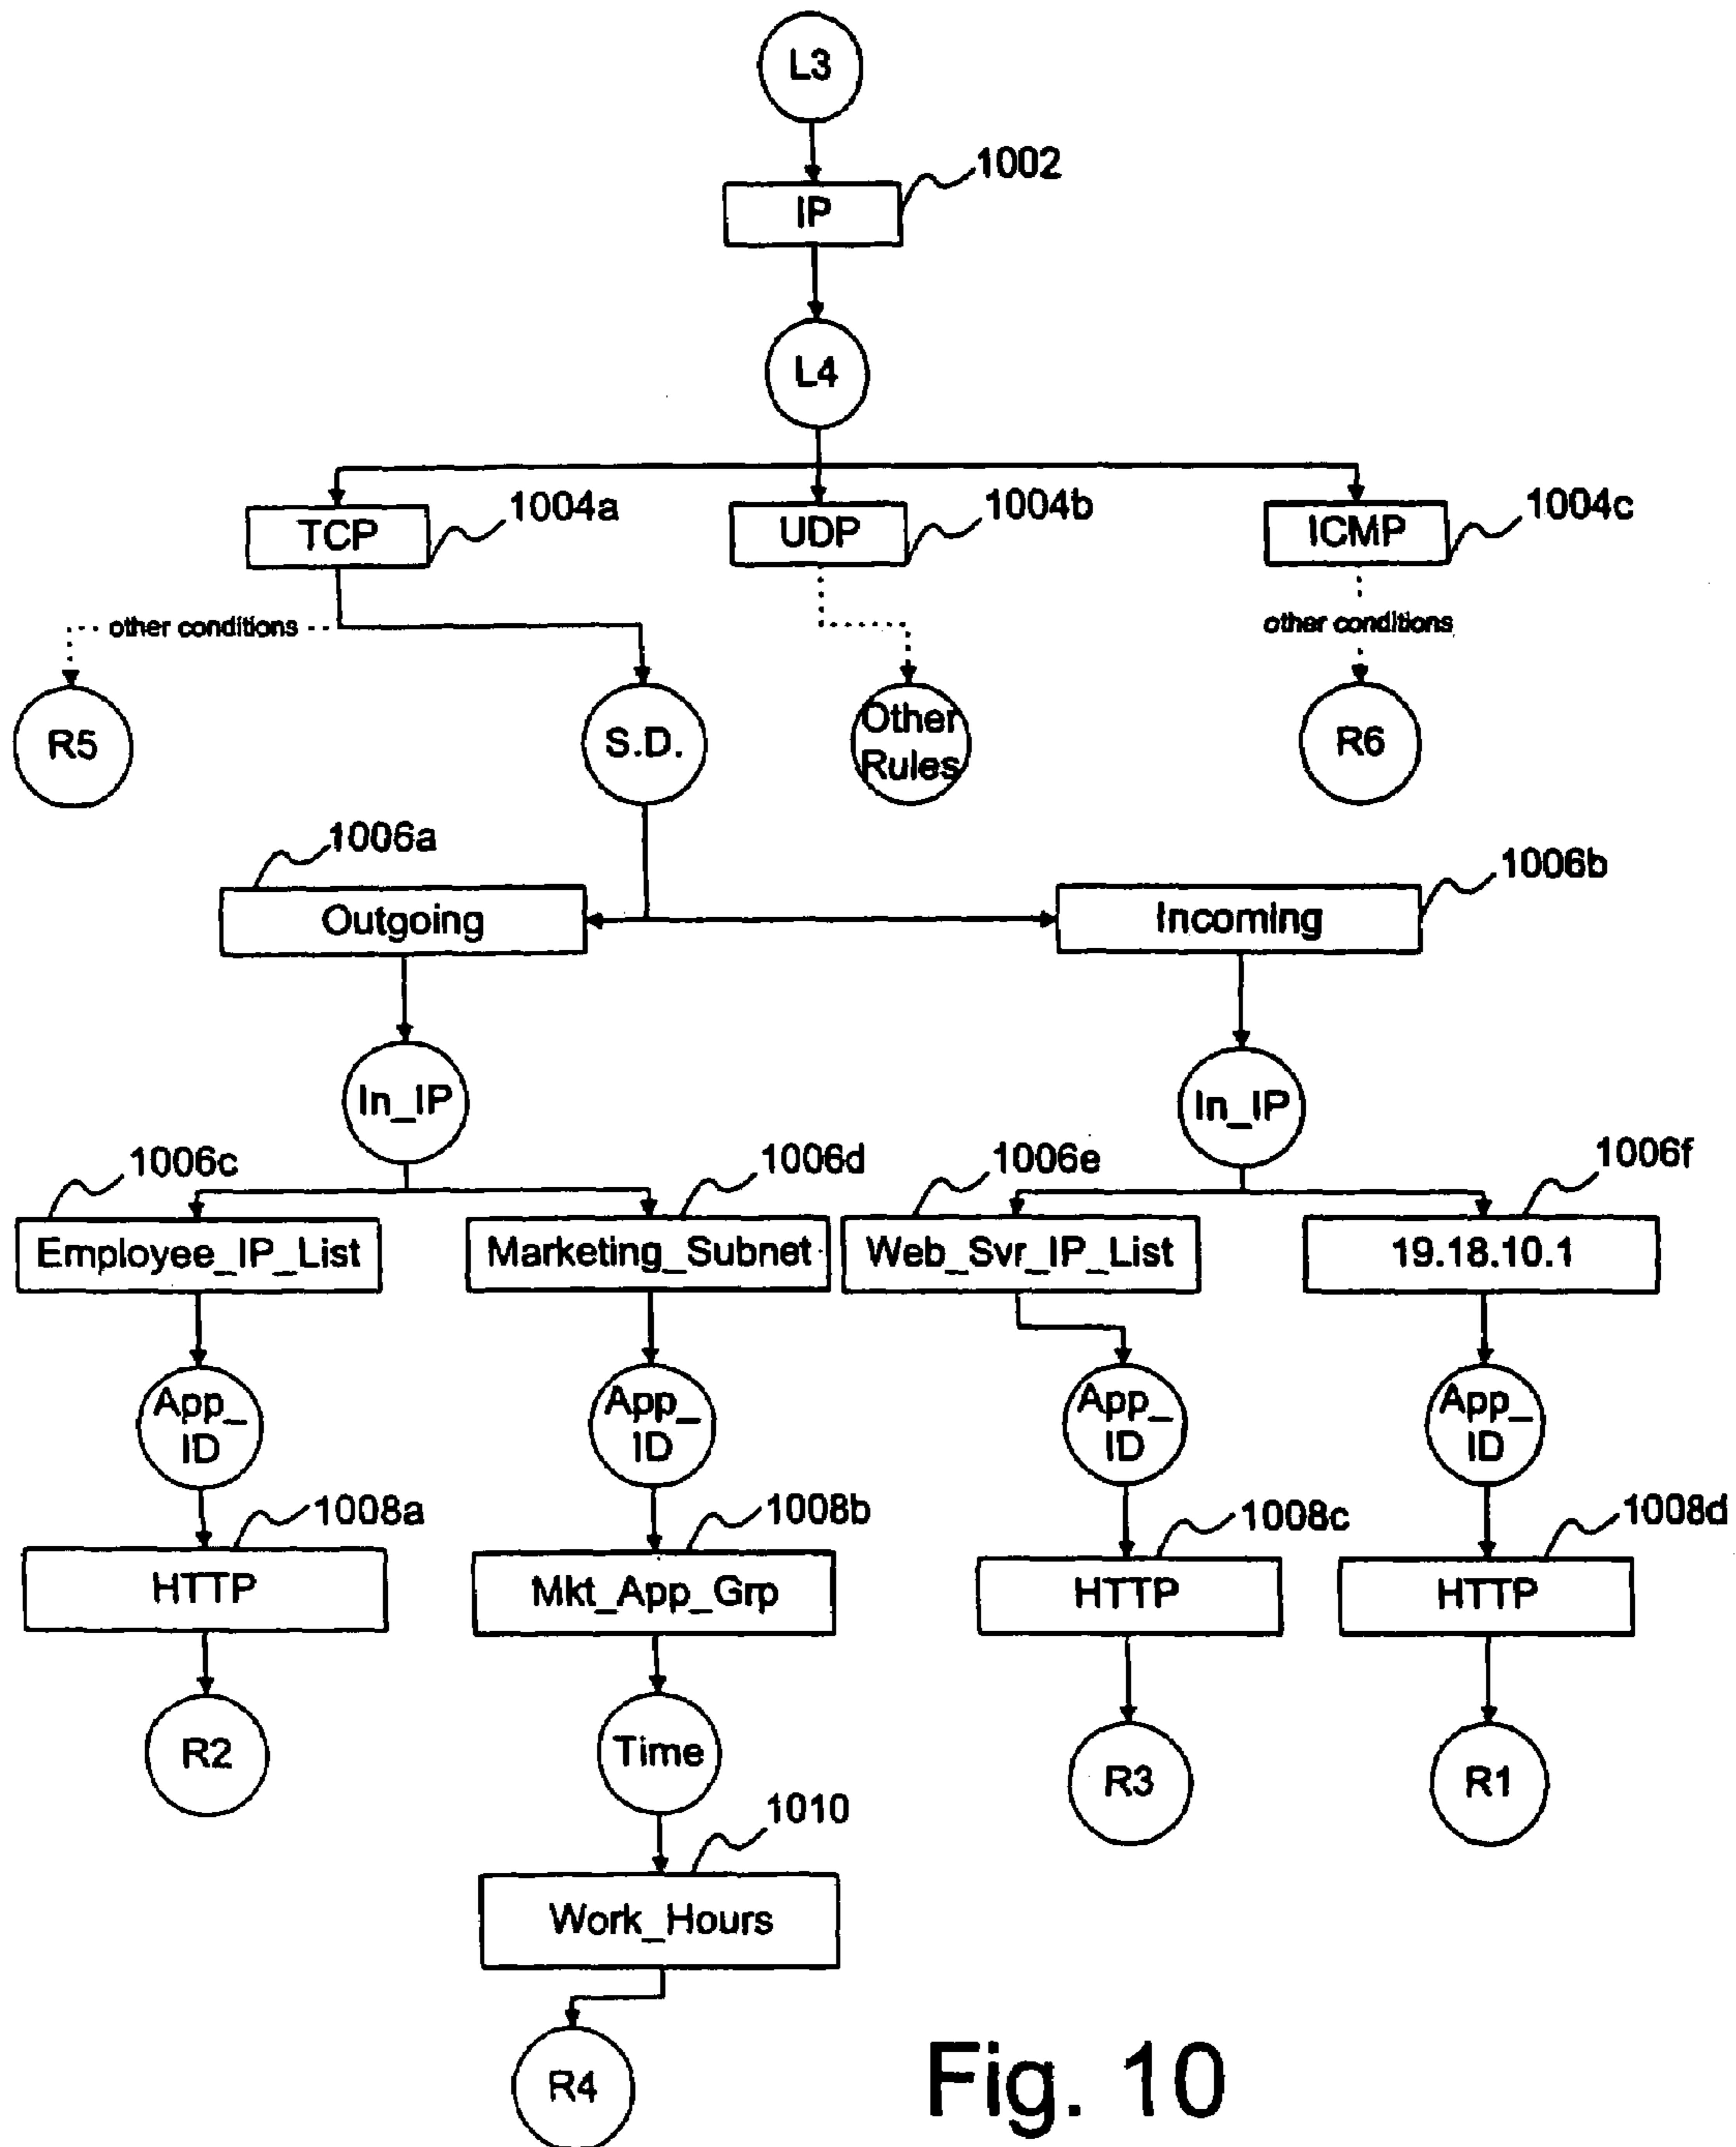 L3
1002
IP
L4
1004a
1004b
1004c
TCP
UDP
ICMP
other conditions
other conditions
R5
S.D.
Other
Rules
R6
1006a
1006b
Outgoing
Incoming
In_IP
In_IP
1006c
1006d
1006e
1006f
Employee_IP_List
Marketing_Subnet
Web_Svr_IP_List
19.18.10.1
App_
ID
App_
ID
App_
ID
App_
ID
1008a
1008b
1008c
1008d
HTTP
Mkt_App_Grp
HTTP
HTTP
R2
Time
R3
R1
1010
Work_Hours
R4
Fig. 10